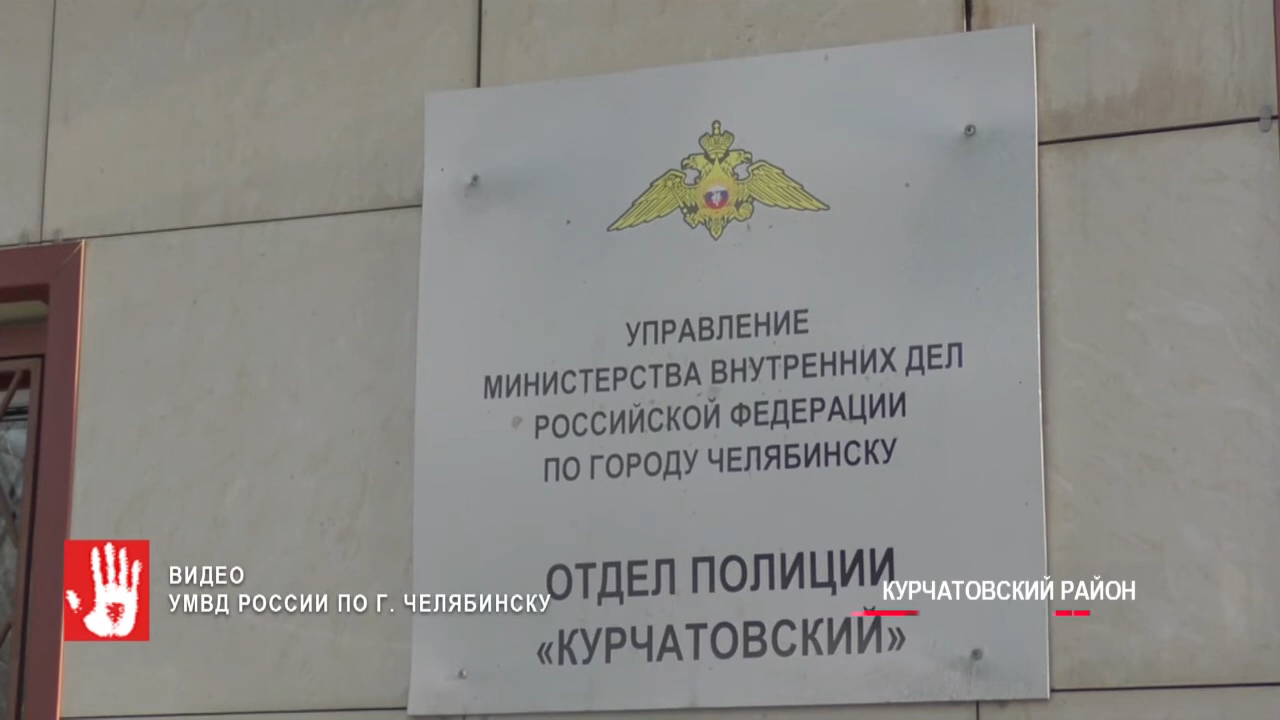 УПРАВЛЕНИЕ
МИНИСТЕРСТВА ВНУТРЕННИХ ДЕЛ
РОССИЙСКОЙ ФЕДЕРАЦИИ
ПО ГОРОДУ ЧЕЛЯБИНСКУ
ОТДЕЛ ПОЛИЦИИ
«КУРЧАТОВСКИЙ»
ВИДЕО
УМВД РОССИИ ПО Г. ЧЕЛЯБИНСКУ
КУРЧАТОВСКИЙ РАЙОН